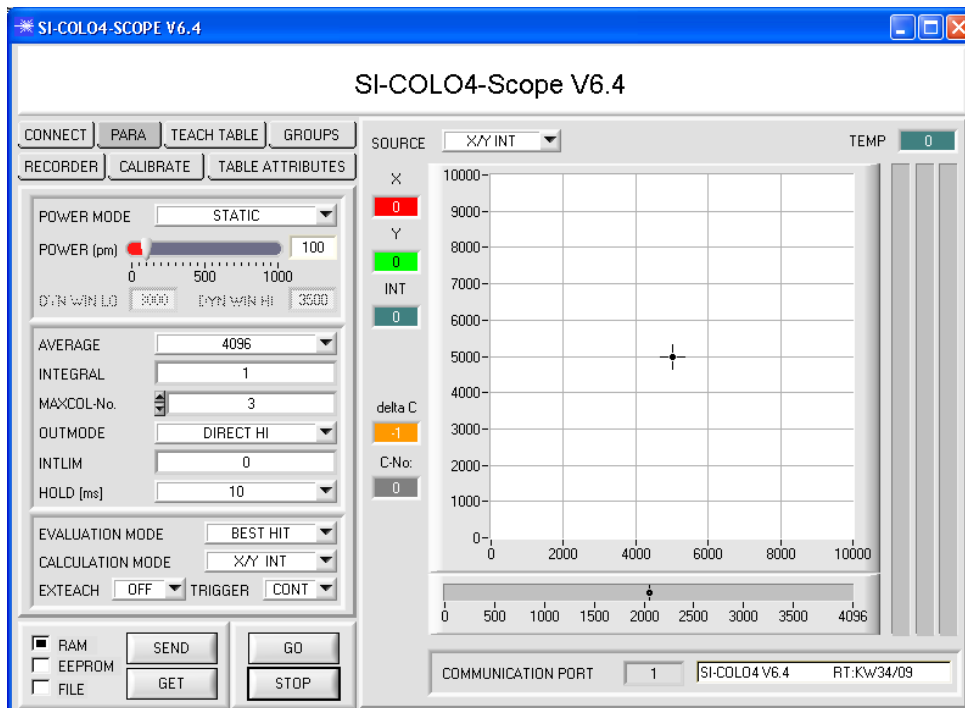 SI-COLO4-SCOPE V6.4
SI-COLO4-Scope V6.4
CONNECT PARA TEACH TABLE GROUPS
RECORDER CALIBRATE TABLE ATTRIBUTES
POWER MODE STATIC
POWER (pm) 100
0 500 1000
DYN WIN LO 3000 DYN WIN HI 3500
AVERAGE 4096
INTEGRAL 1
MAXCOL-No. 3
OUTMODE DIRECT HI
INTLIM 0
HOLD [ms] 10
EVALUATION MODE BEST HIT
CALCULATION MODE X/Y INT
EXTEACH OFF TRIGGER CONT
RAM
EEPROM
FILE
SEND GO
GET STOP
SOURCE X/Y INT TEMP 0
X
0
Y
0
INT
0
delta C
-1
C-No:
0
10000
9000
8000
7000
6000
5000
4000
3000
2000
1000
0
0 2000 4000 6000 8000 10000
0 500 1000 1500 2000 2500 3000 3500 4096
COMMUNICATION PORT 1 SI-COLO4 V6.4 RT:KW34/09